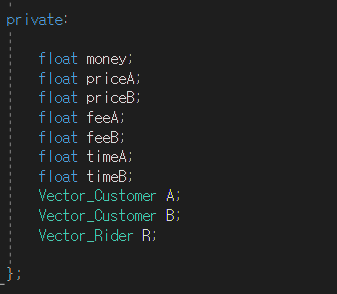 private:
float money;
float priceA;
float priceB;
float feeA;
float feeB;
float timeA;
float timeB;
Vector_Customer A;
Vector_Customer B;
Vector_Rider R;
};